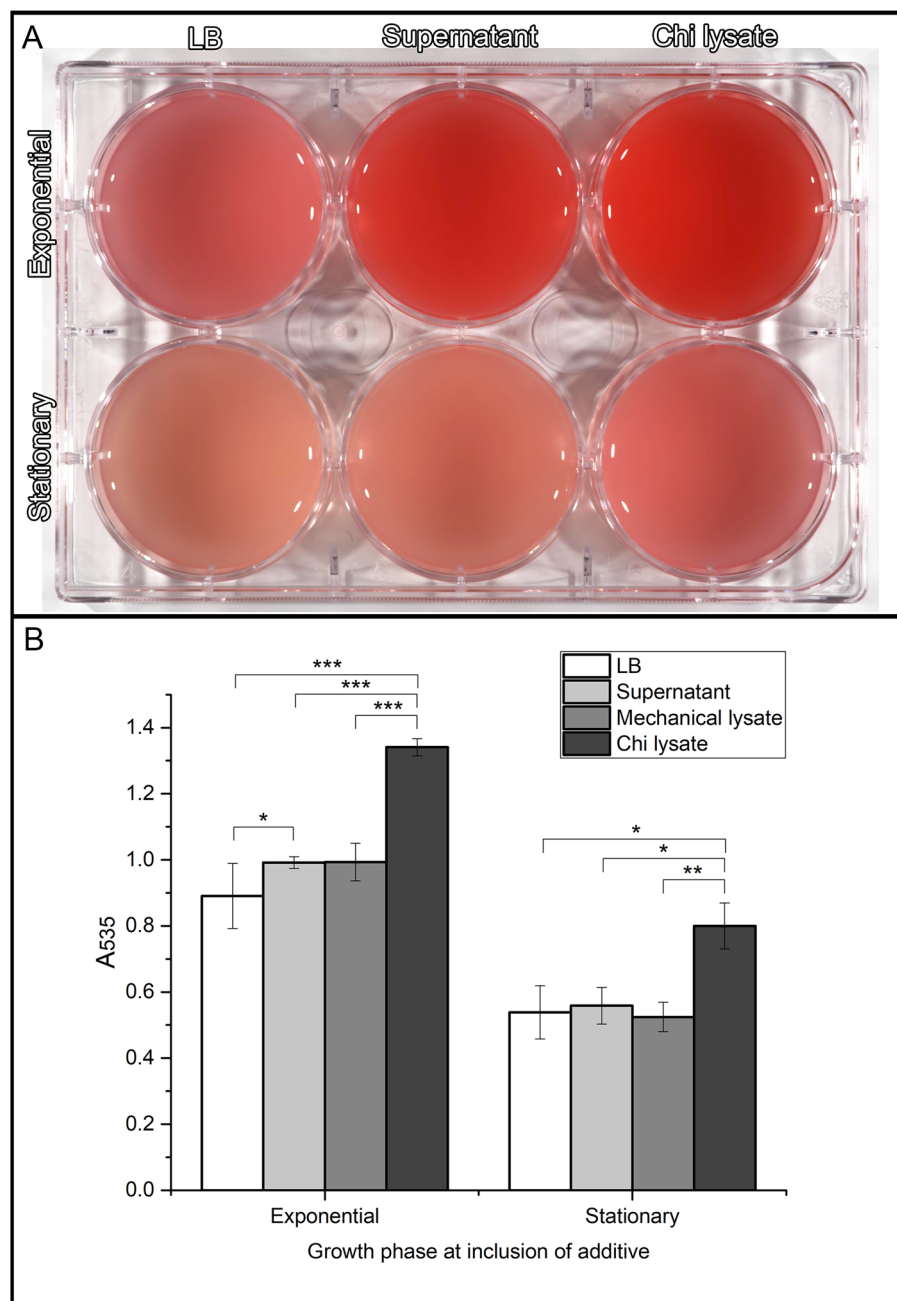 A
LB
Supernatant
Chi lysate
Exponential
Stationary
B
LB
Supernatant
Mechanical lysate
Chi lysate
***
***
***
*
*
*
**
1.4
1.2
1.0
0.8
0.6
0.4
0.2
0.0
A535
Exponential
Stationary
Growth phase at inclusion of additive